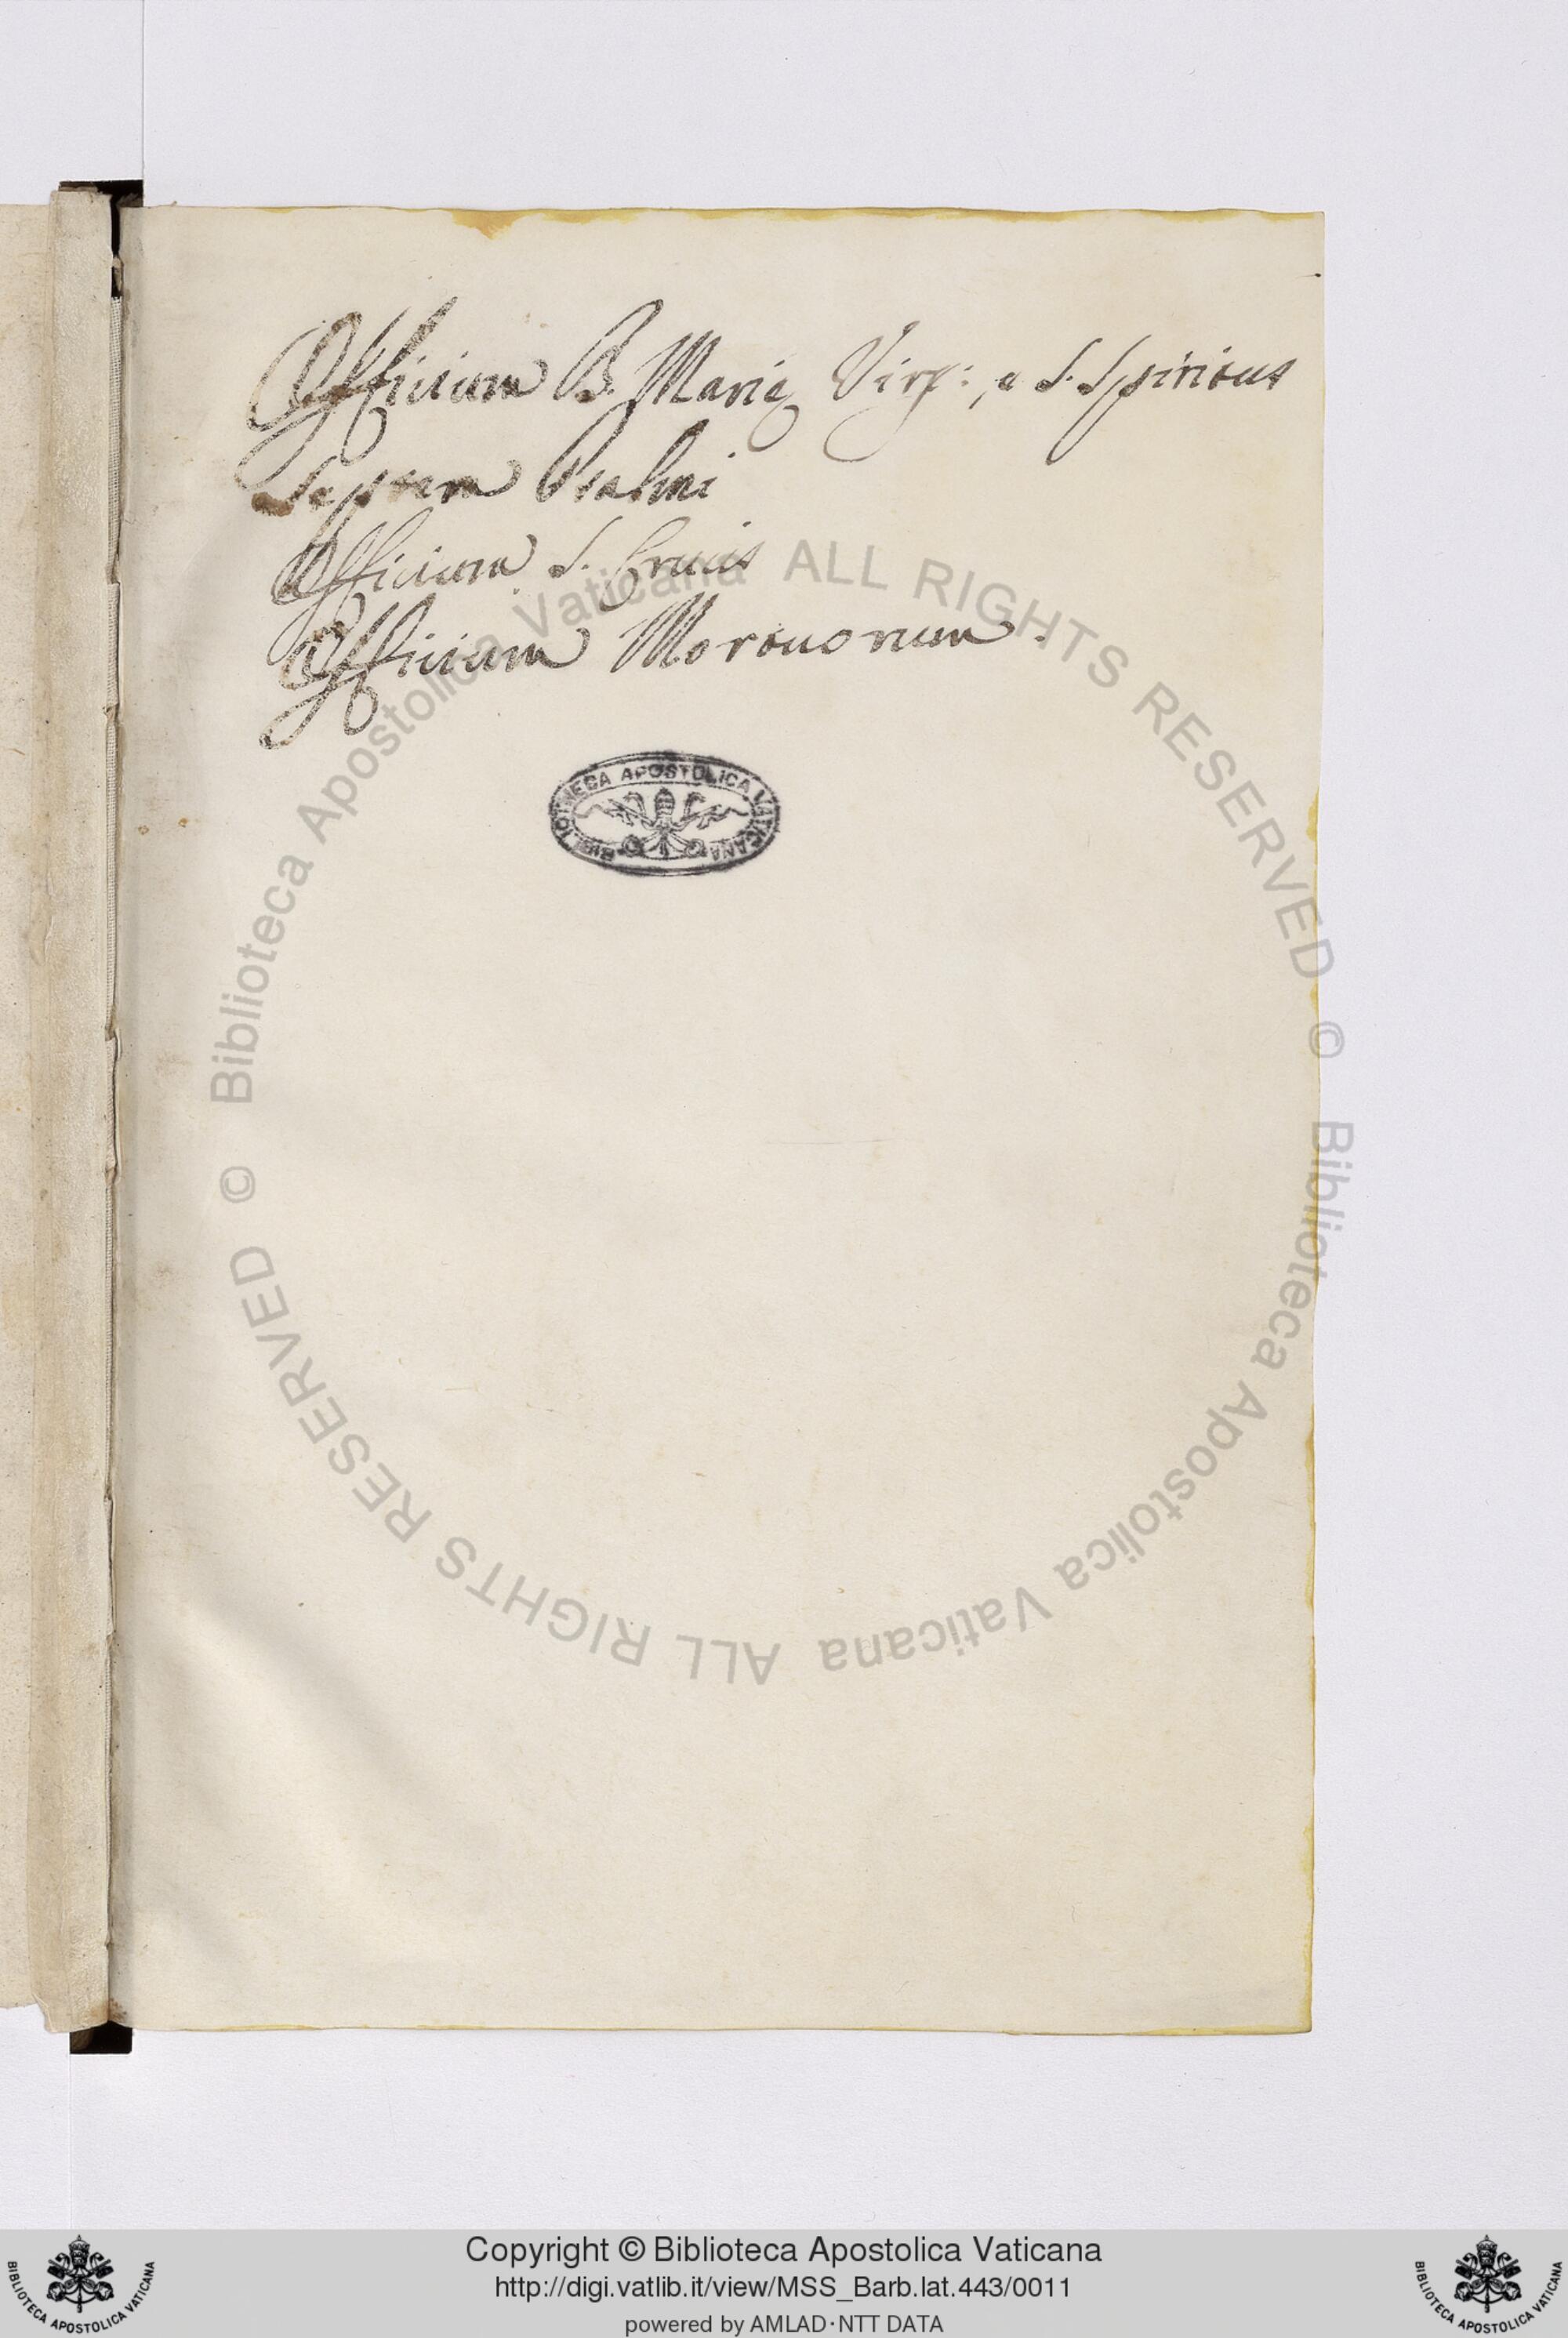 Officium B. Marię Virg:, e S. Spiritus
Septem Psalmi
Officium S. Crucis
Officium Mortuorum.
BIBLIOTHECA APOSTOLICA VATICANA
© Biblioteca Apostolica Vaticana ALL RIGHTS RESERVED © Biblioteca Apostolica Vaticana ALL RIGHTS RESERVED
Copyright © Biblioteca Apostolica Vaticana
http://digi.vatlib.it/view/MSS_Barb.lat.443/0011
powered by AMLAD·NTT DATA
BIBLIOTECA APOSTOLICA VATICANA
BIBLIOTECA APOSTOLICA VATICANA